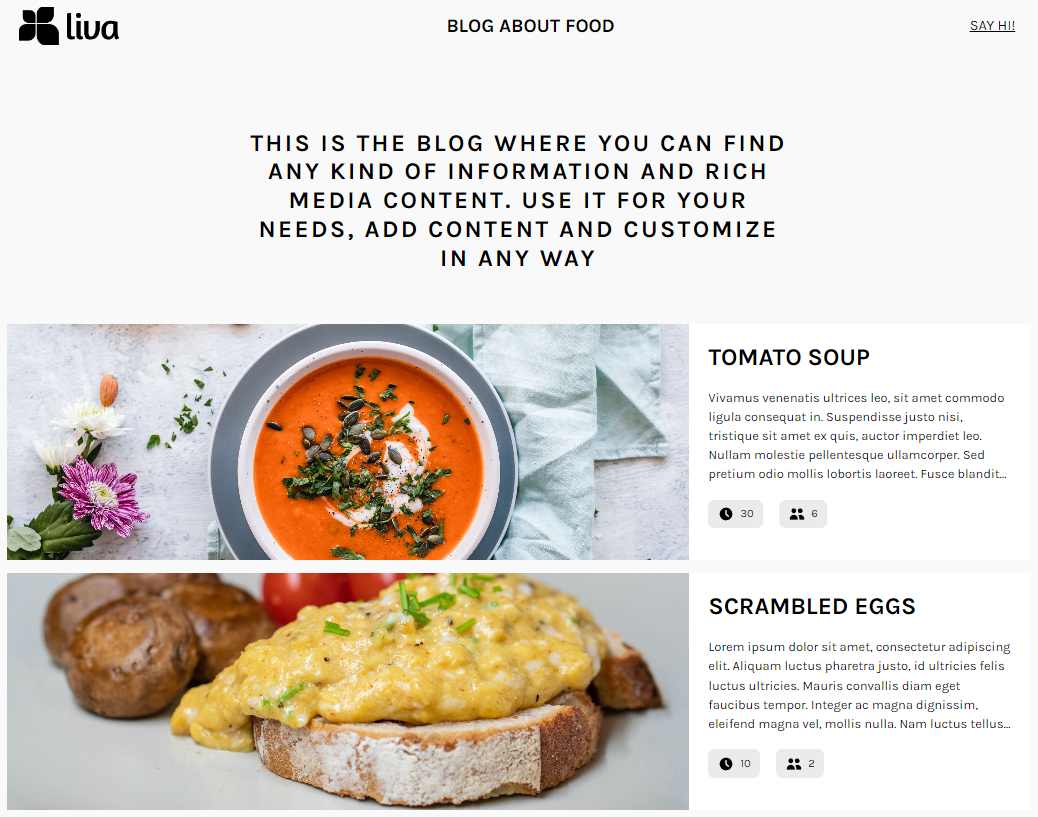 liva
BLOG ABOUT FOOD
SAY HI!
THIS IS THE BLOG WHERE YOU CAN FIND
ANY KIND OF INFORMATION AND RICH
MEDIA CONTENT. USE IT FOR YOUR
NEEDS, ADD CONTENT AND CUSTOMIZE
IN ANY WAY
TOMATO SOUP
Vivamus venenatis ultrices leo, sit amet commodo
ligula consequat in. Suspendisse justo nisi,
tristique sit amet ex quis, auctor imperdiet leo.
Nullam molestie pellentesque ullamcorper. Sed
pretium odio mollis lobortis laoreet. Fusce blandit...
30
6
SCRAMBLED EGGS
Lorem ipsum dolor sit amet, consectetur adipiscing
elit. Aliquam luctus pharetra justo, id ultricies felis
luctus ultricies. Mauris convallis diam eget
faucibus tempor. Integer ac magna dignissim,
eleifend magna vel, mollis nulla. Nam luctus tellus...
10
2